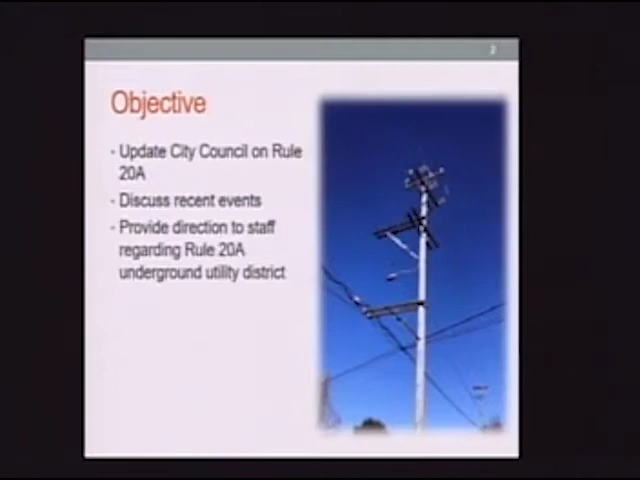 2
Objective
- Update City Council on Rule
20A
- Discuss recent events
- Provide direction to staff
regarding Rule 20A
underground utility district